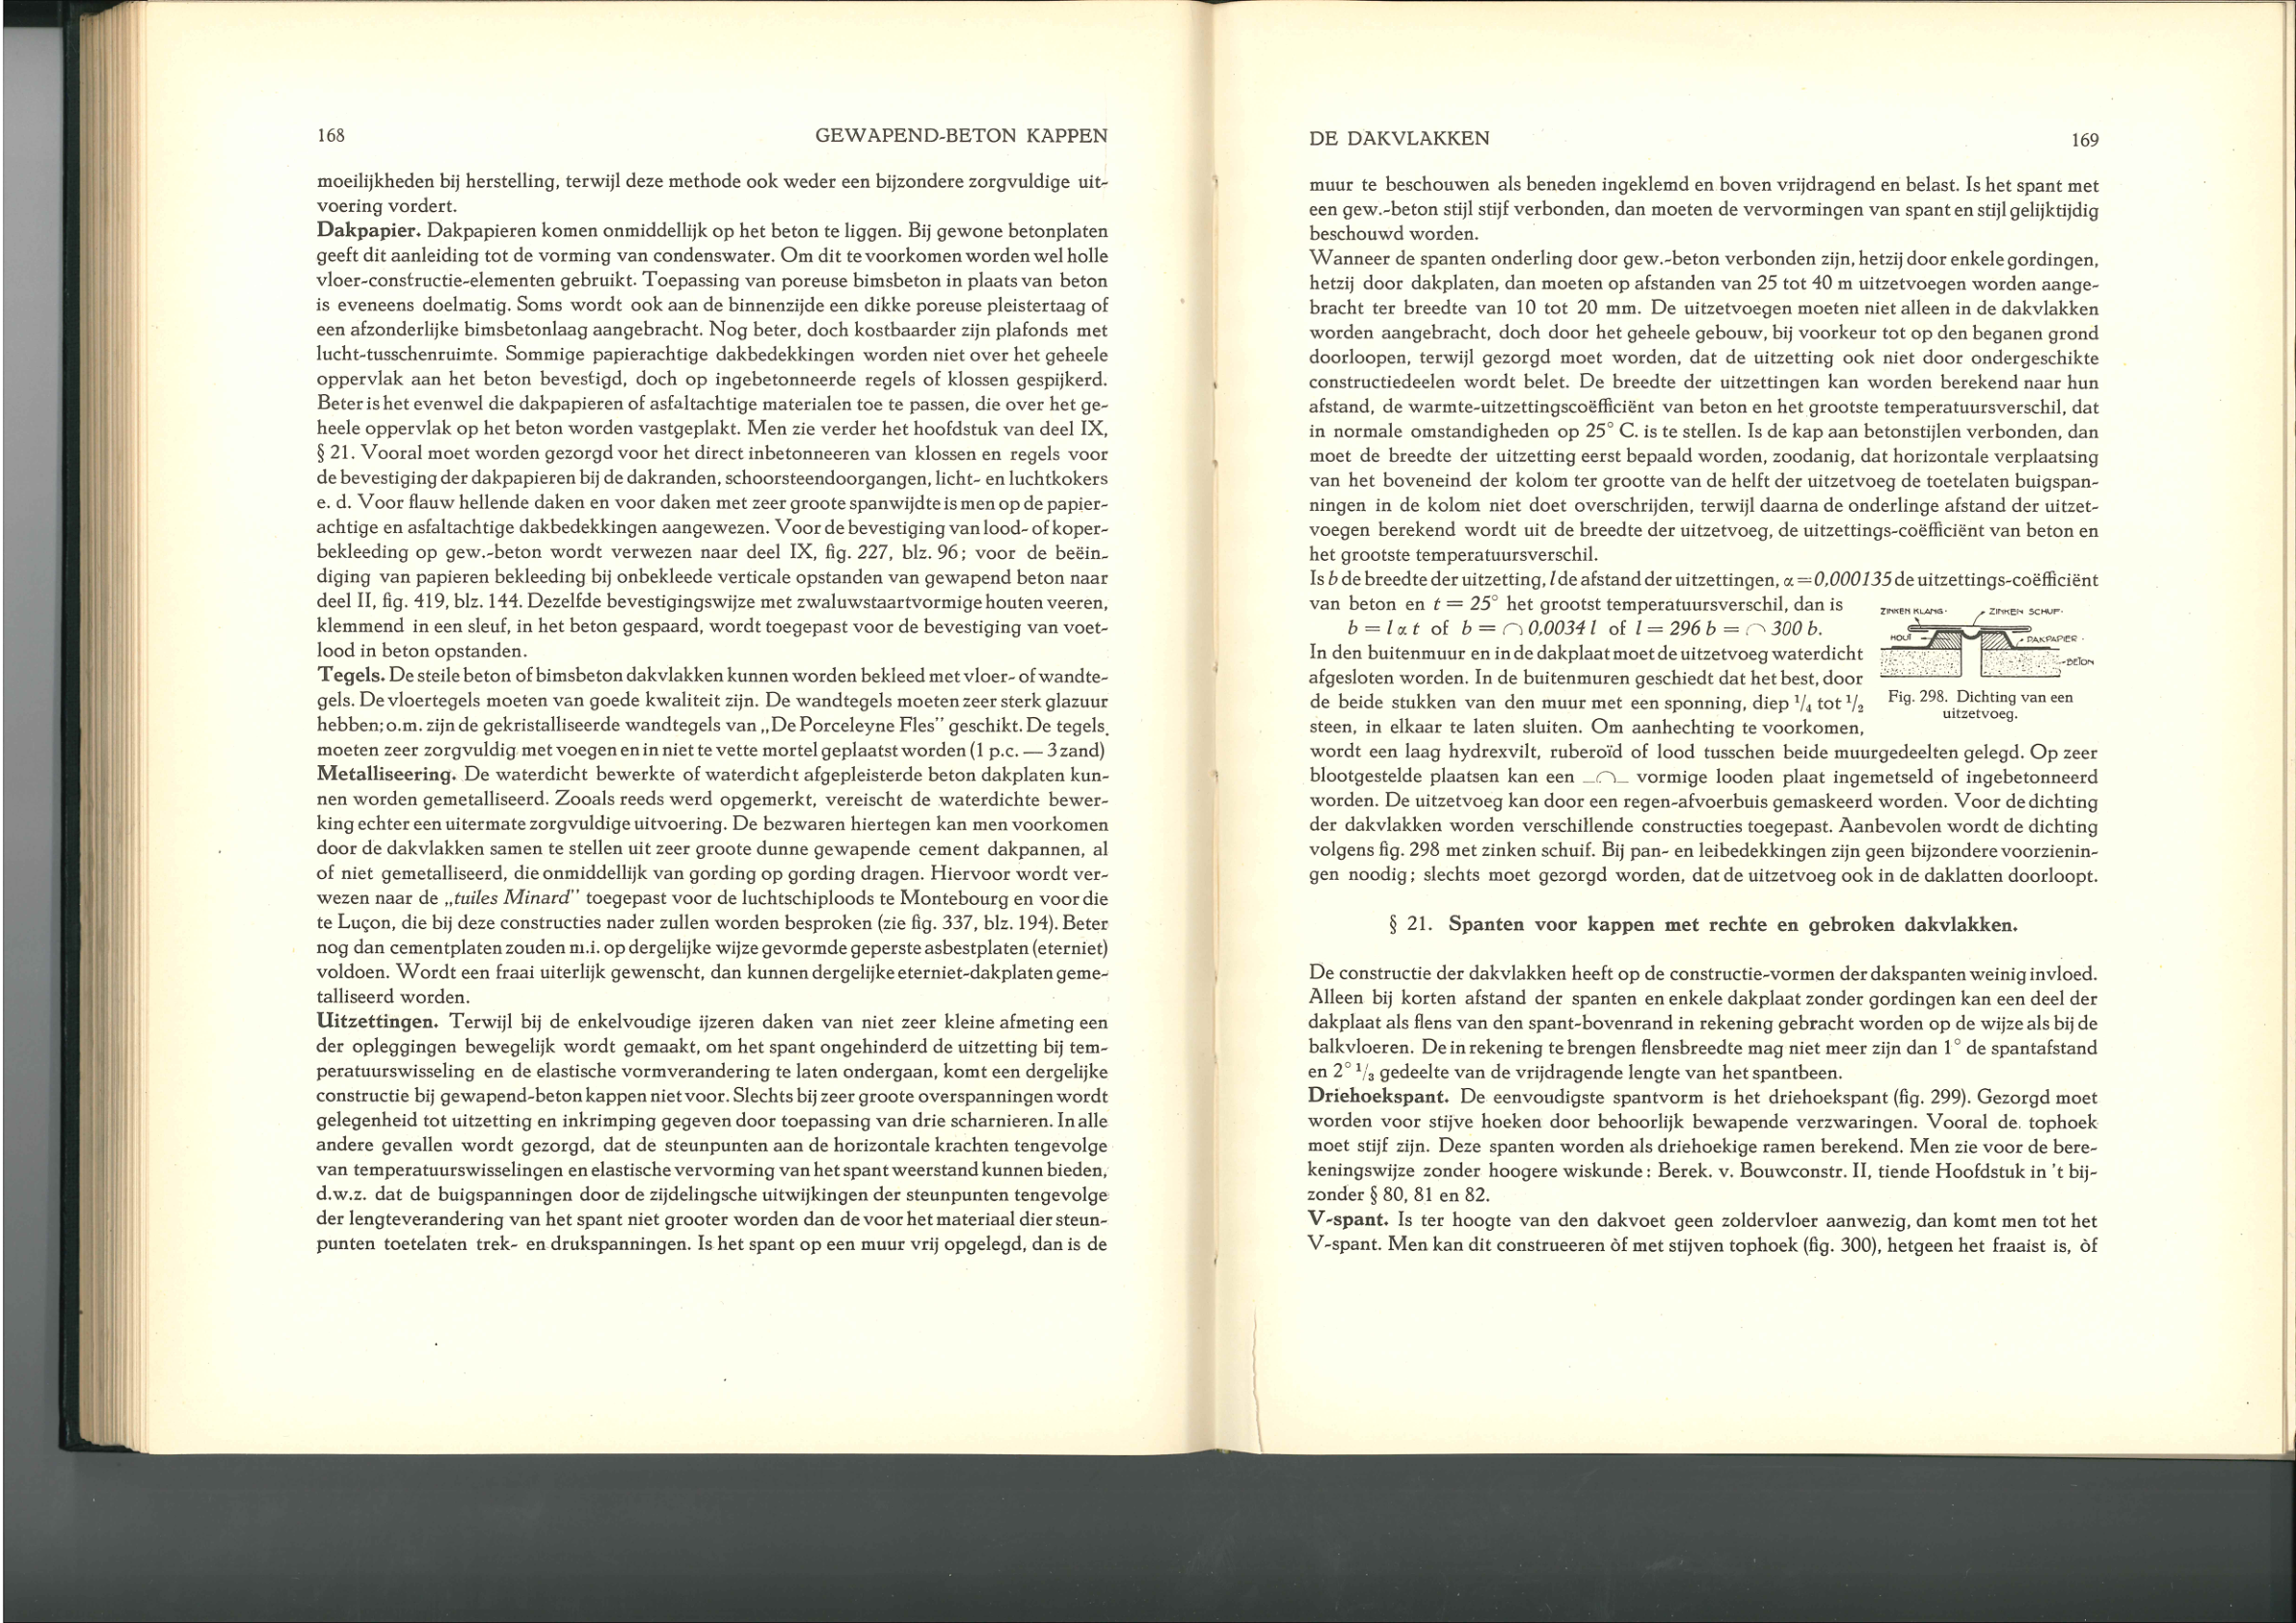 168 GEWAPEND-BETON KAPPEN
moeilijkheden bij herstelling, terwijl deze methode ook weder een bijzondere zorgvuldige uit-
voering vordert.
Dakpapier. Dakpapieren komen onmiddellijk op het beton te liggen. Bij gewone betonplaten
geeft dit aanleiding tot de vorming van condenswater. Om dit te voorkomen worden wel holle
vloer-constructie-elementen gebruikt. Toepassing van poreuse bimsbeton in plaats van beton
is eveneens doelmatig. Soms wordt ook aan de binnenzijde een dikke poreuse pleistertaag of
een afzonderlijke bimsbetonlaag aangebracht. Nog beter, doch kostbaarder zijn plafonds met
lucht-tusschenruimte. Sommige papierachtige dakbedekkingen worden niet over het geheele
oppervlak aan het beton bevestigd, doch op ingebetonneerde regels of klossen gespijkerd.
Beter is het evenwel die dakpapieren of asfaltachtige materialen toe te passen, die over het ge-
heele oppervlak op het beton worden vastgeplakt. Men zie verder het hoofdstuk van deel IX,
§ 21. Vooral moet worden gezorgd voor het direct inbetonneeren van klossen en regels voor
de bevestiging der dakpapieren bij de dakranden, schoorsteendoorgangen, licht- en luchtkokers
e. d. Voor flauw hellende daken en voor daken met zeer groote spanwijdte is men op de papier-
achtige en asfaltachtige dakbedekkingen aangewezen. Voor de bevestiging van lood- of koper-
bekleeding op gew.-beton wordt verwezen naar deel IX, fig. 227, blz. 96; voor de beëin-
diging van papieren bekleeding bij onbekleede verticale opstanden van gewapend beton naar
deel II, fig. 419, blz. 144. Dezelfde bevestigingswijze met zwaluwstaartvormige houten veeren,
klemmend in een sleuf, in het beton gespaard, wordt toegepast voor de bevestiging van voet-
lood in beton opstanden.
Tegels. De steile beton of bimsbeton dakvlakken kunnen worden bekleed met vloer- of wandte-
gels. De vloertegels moeten van goede kwaliteit zijn. De wandtegels moeten zeer sterk glazuur
hebben; o.m. zijn de gekristalliseerde wandtegels van „De Porceleyne Fles" geschikt. De tegels.
moeten zeer zorgvuldig met voegen en in niet te vette mortel geplaatst worden (1 p.c. — 3 zand)
Metalliseering. De waterdicht bewerkte of waterdicht afgepleisterde beton dakplaten kun-
nen worden gemetalliseerd. Zooals reeds werd opgemerkt, vereischt de waterdichte bewer-
king echter een uitermate zorgvuldige uitvoering. De bezwaren hiertegen kan men voorkomen
door de dakvlakken samen te stellen uit zeer groote dunne gewapende cement dakpannen, al
of niet gemetalliseerd, die onmiddellijk van gording op gording dragen. Hiervoor wordt ver-
wezen naar de „tuiles Minard" toegepast voor de luchtschiploods te Montebourg en voor die
te Luçon, die bij deze constructies nader zullen worden besproken (zie fig. 337, blz. 194). Beter
nog dan cementplaten zouden m.i. op dergelijke wijze gevormde geperste asbestplaten (eterniet)
voldoen. Wordt een fraai uiterlijk gewenscht, dan kunnen dergelijke eterniet-dakplaten geme-
talliseerd worden.
Uitzettingen. Terwijl bij de enkelvoudige ijzeren daken van niet zeer kleine afmeting een
der opleggingen bewegelijk wordt gemaakt, om het spant ongehinderd de uitzetting bij tem-
peratuurswisseling en de elastische vormverandering te laten ondergaan, komt een dergelijke
constructie bij gewapend-beton kappen niet voor. Slechts bij zeer groote overspanningen wordt
gelegenheid tot uitzetting en inkrimping gegeven door toepassing van drie scharnieren. In alle
andere gevallen wordt gezorgd, dat de steunpunten aan de horizontale krachten tengevolge
van temperatuurswisselingen en elastische vervorming van het spant weerstand kunnen bieden,
d.w.z. dat de buigspanningen door de zijdelingsche uitwijkingen der steunpunten tengevolge
der lengteverandering van het spant niet grooter worden dan de voor het materiaal dier steun-
punten toetelaten trek- en drukspanningen. Is het spant op een muur vrij opgelegd, dan is de
DE DAKVLAKKEN 169
muur te beschouwen als beneden ingeklemd en boven vrijdragend en belast. Is het spant met
een gew.-beton stijl stijf verbonden, dan moeten de vervormingen van spant en stijl gelijktijdig
beschouwd worden.
Wanneer de spanten onderling door gew.-beton verbonden zijn, hetzij door enkele gordingen,
hetzij door dakplaten, dan moeten op afstanden van 25 tot 40 m uitzetvoegen worden aange-
bracht ter breedte van 10 tot 20 mm. De uitzetvoegen moeten niet alleen in de dakvlakken
worden aangebracht, doch door het geheele gebouw, bij voorkeur tot op den beganen grond
doorloopen, terwijl gezorgd moet worden, dat de uitzetting ook niet door ondergeschikte
constructiedeelen wordt belet. De breedte der uitzettingen kan worden berekend naar hun
afstand, de warmte-uitzettingscoëfficiënt van beton en het grootste temperatuursverschil, dat
in normale omstandigheden op 25° C. is te stellen. Is de kap aan betonstijlen verbonden, dan
moet de breedte der uitzetting eerst bepaald worden, zoodanig, dat horizontale verplaatsing
van het boveneind der kolom ter grootte van de helft der uitzetvoeg de toetelaten buigspan-
ningen in de kolom niet doet overschrijden, terwijl daarna de onderlinge afstand der uitzet-
voegen berekend wordt uit de breedte der uitzetvoeg, de uitzettings-coëfficiënt van beton en
het grootste temperatuursverschil.
Is b de breedte der uitzetting, l de afstand der uitzettingen, α = 0,000135 de uitzettings-coëfficiënt
van beton en t = 25° het grootst temperatuursverschil, dan is
b = l α t of b = ⌒ 0,0034 l of l = 296 b = ⌒ 300 b.
In den buitenmuur en in de dakplaat moet de uitzetvoeg waterdicht
afgesloten worden. In de buitenmuren geschiedt dat het best, door
de beide stukken van den muur met een sponning, diep 1/4 tot 1/2
steen, in elkaar te laten sluiten. Om aanhechting te voorkomen,
ZINKEN KLANG.
ZINKEN SCHUIF.
HOUT
DAKPAPIER.
BETON
Fig. 298. Dichting van een
uitzetvoeg.
wordt een laag hydrexvilt, ruberoïd of lood tusschen beide muurgedeelten gelegd. Op zeer
blootgestelde plaatsen kan een _⌒_ vormige looden plaat ingemetseld of ingebetonneerd
worden. De uitzetvoeg kan door een regen-afvoerbuis gemaskeerd worden. Voor de dichting
der dakvlakken worden verschillende constructies toegepast. Aanbevolen wordt de dichting
volgens fig. 298 met zinken schuif. Bij pan- en leibedekkingen zijn geen bijzondere voorzienin-
gen noodig; slechts moet gezorgd worden, dat de uitzetvoeg ook in de daklatten doorloopt.
§ 21. Spanten voor kappen met rechte en gebroken dakvlakken.
De constructie der dakvlakken heeft op de constructie-vormen der dakspanten weinig invloed.
Alleen bij korten afstand der spanten en enkele dakplaat zonder gordingen kan een deel der
dakplaat als flens van den spant-bovenrand in rekening gebracht worden op de wijze als bij de
balkvloeren. De in rekening te brengen flensbreedte mag niet meer zijn dan 1° de spantafstand
en 2° 1/3 gedeelte van de vrijdragende lengte van het spantbeen.
Driehoekspant. De eenvoudigste spantvorm is het driehoekspant (fig. 299). Gezorgd moet
worden voor stijve hoeken door behoorlijk bewapende verzwaringen. Vooral de tophoek
moet stijf zijn. Deze spanten worden als driehoekige ramen berekend. Men zie voor de bere-
keningswijze zonder hoogere wiskunde: Berek. v. Bouwconstr. II, tiende Hoofdstuk in 't bij-
zonder § 80, 81 en 82.
V-spant. Is ter hoogte van den dakvoet geen zoldervloer aanwezig, dan komt men tot het
V-spant. Men kan dit construeeren òf met stijven tophoek (fig. 300), hetgeen het fraaist is, òf